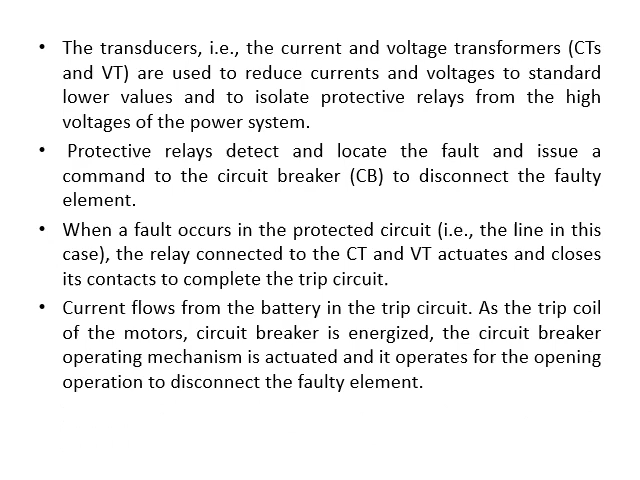 • The transducers, i.e., the current and voltage transformers (CTs
and VT) are used to reduce currents and voltages to standard
lower values and to isolate protective relays from the high
voltages of the power system.
• Protective relays detect and locate the fault and issue a
command to the circuit breaker (CB) to disconnect the faulty
element.
• When a fault occurs in the protected circuit (i.e., the line in this
case), the relay connected to the CT and VT actuates and closes
its contacts to complete the trip circuit.
• Current flows from the battery in the trip circuit. As the trip coil
of the motors, circuit breaker is energized, the circuit breaker
operating mechanism is actuated and it operates for the opening
operation to disconnect the faulty element.